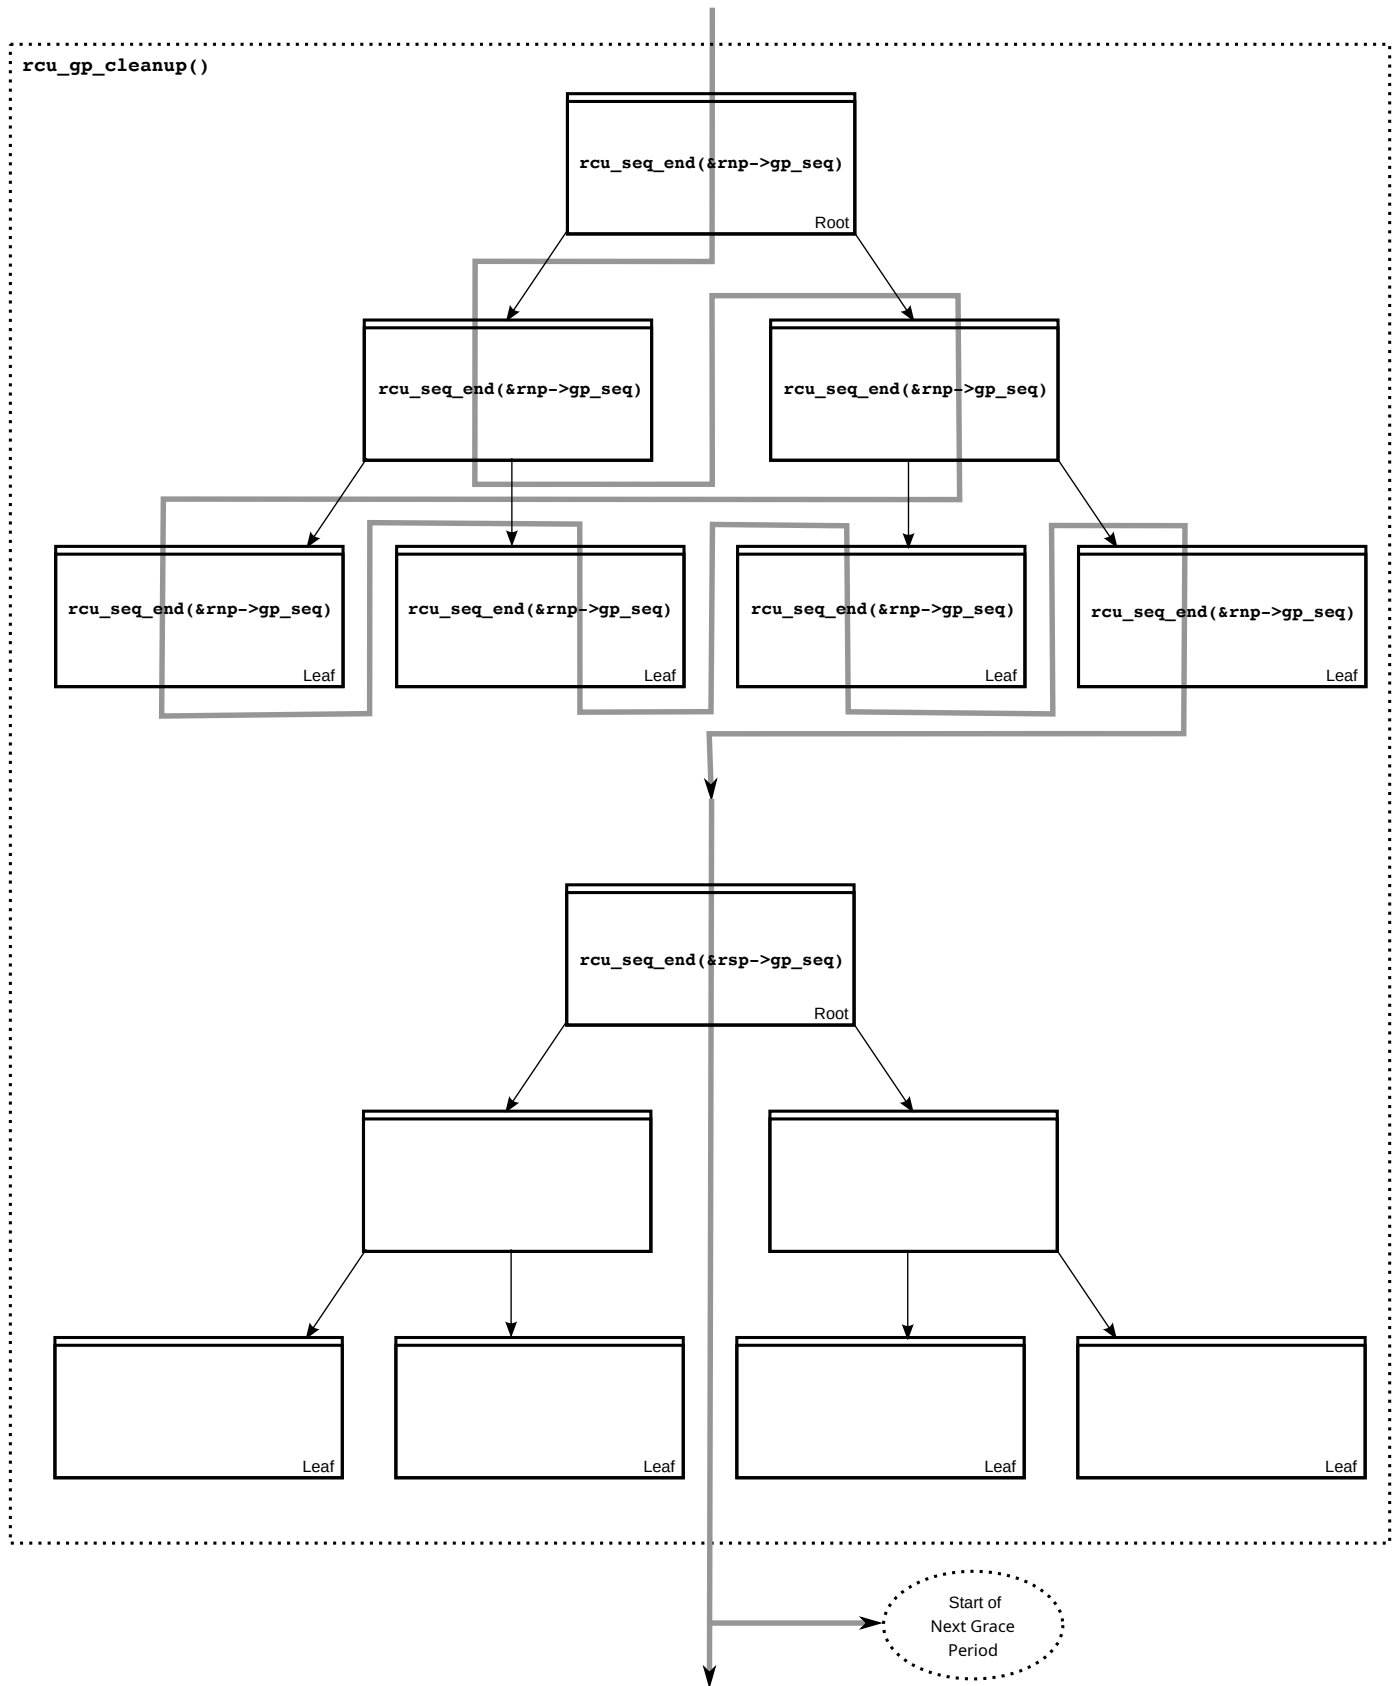 rcu_gp_cleanup()
rcu_seq_end(&rnp->gp_seq)
Root
rcu_seq_end(&rnp->gp_seq)
rcu_seq_end(&rnp->gp_seq)
rcu_seq_end(&rnp->gp_seq)
Leaf
rcu_seq_end(&rnp->gp_seq)
Leaf
rcu_seq_end(&rnp->gp_seq)
Leaf
rcu_seq_end(&rnp->gp_seq)
Leaf
rcu_seq_end(&rsp->gp_seq)
Root
Leaf
Leaf
Leaf
Leaf
Start of
Next Grace
Period